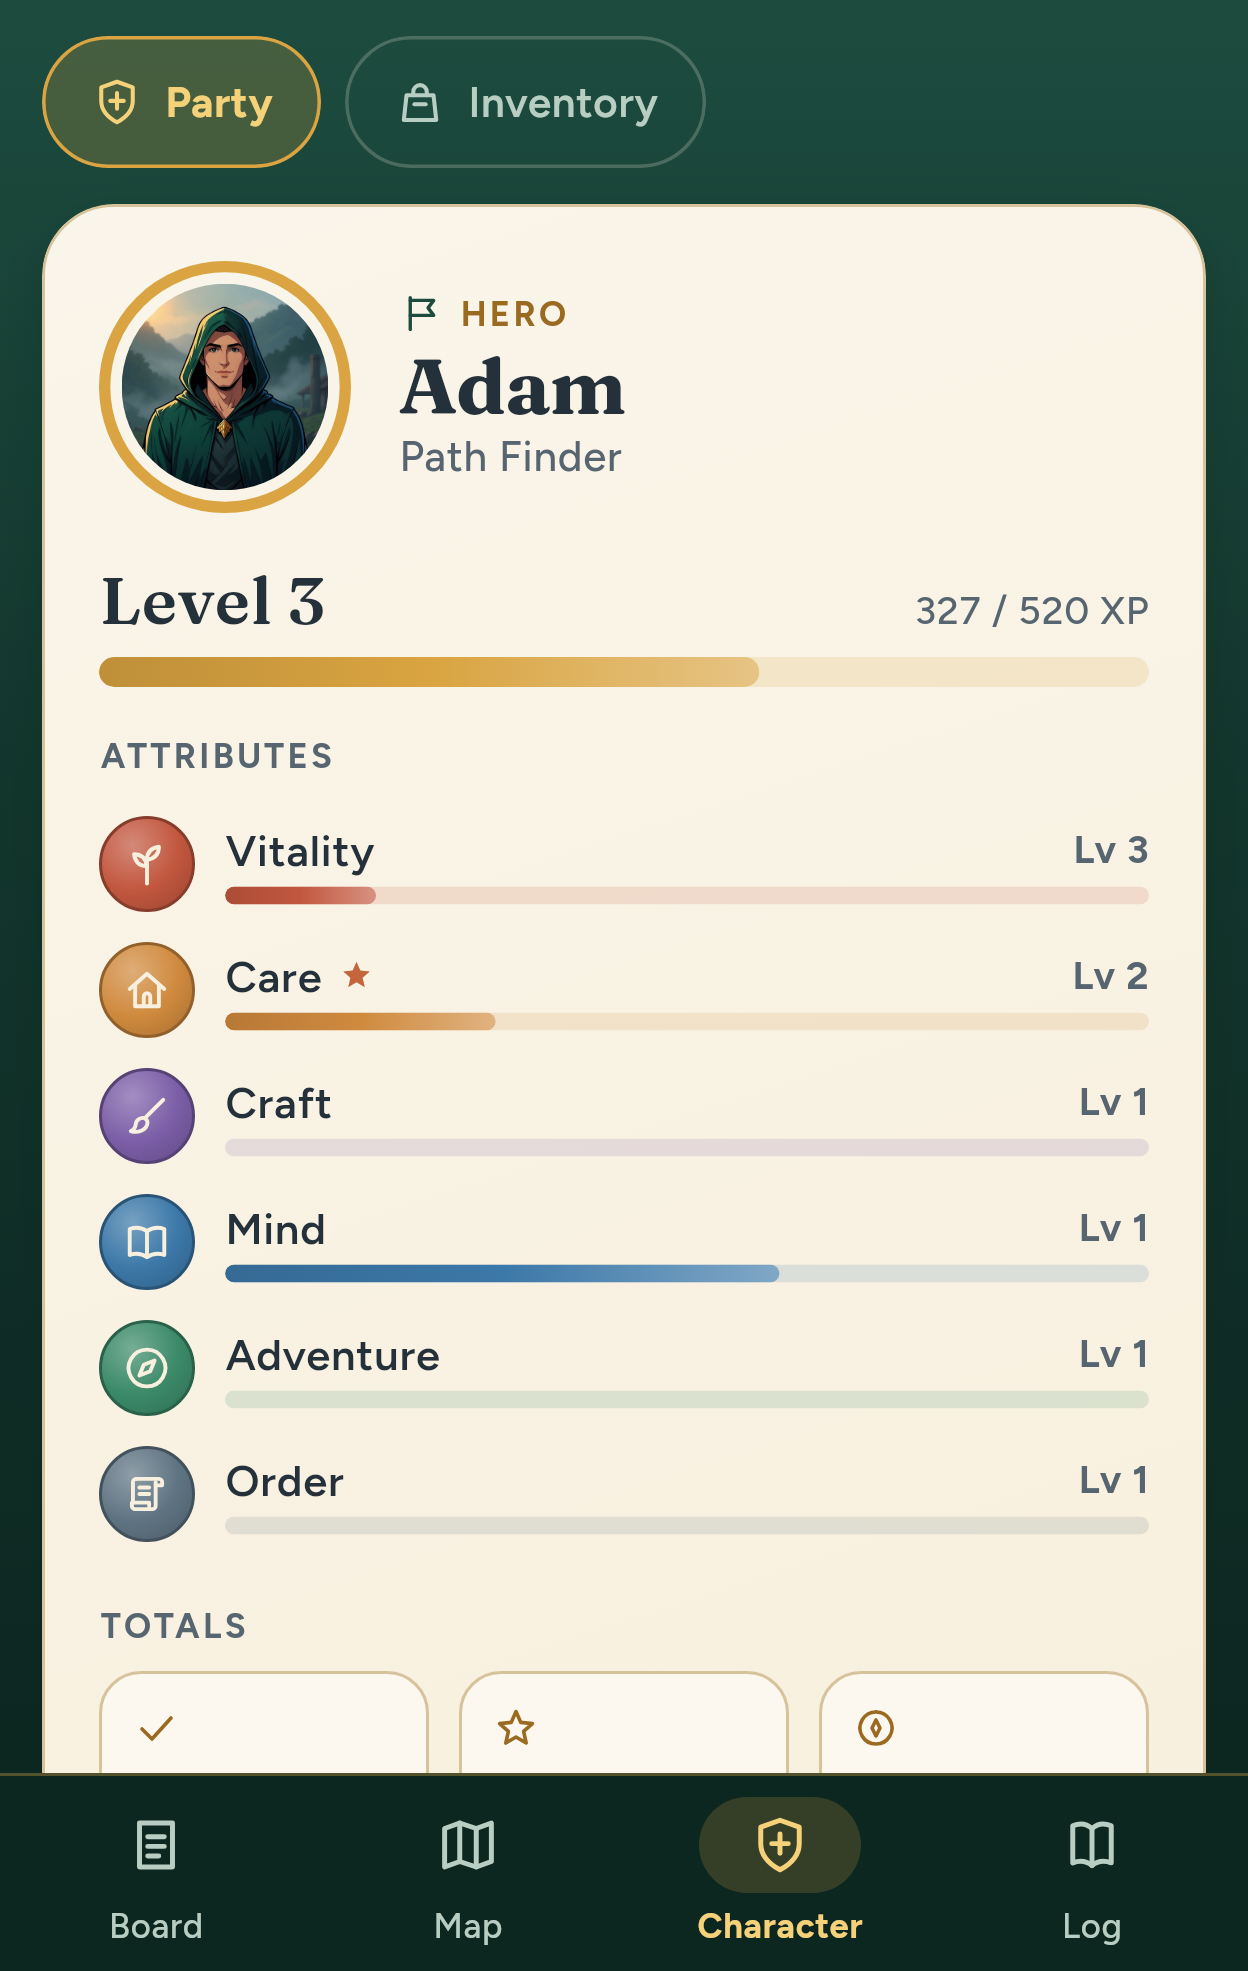 Party
Inventory
HERO
Adam
Path Finder
Level 3
327 / 520 XP
ATTRIBUTES
Vitality
Lv 3
Care
Lv 2
Craft
Lv 1
Mind
Lv 1
Adventure
Lv 1
Order
Lv 1
TOTALS
Board
Map
Character
Log